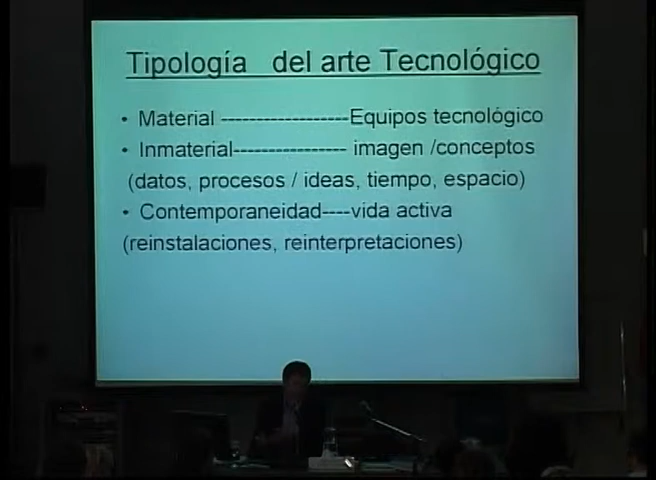 Tipología del arte Tecnológico
• Material ------------------Equipos tecnológico
• Inmaterial---------------- imagen /conceptos
(datos, procesos / ideas, tiempo, espacio)
• Contemporaneidad----vida activa
(reinstalaciones, reinterpretaciones)